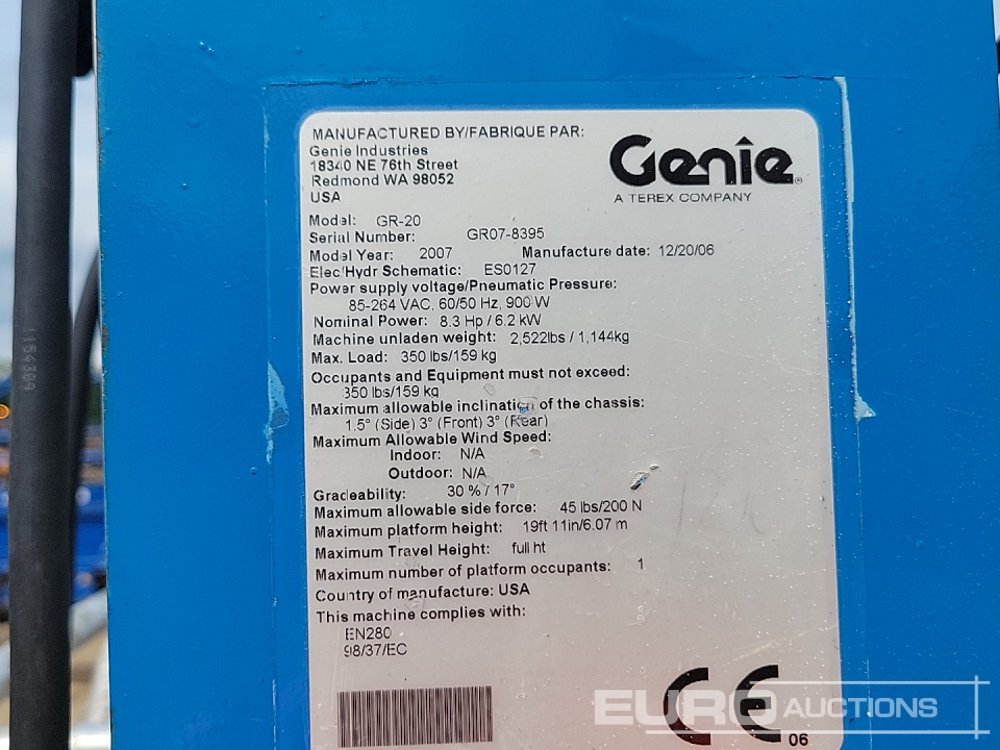 MANUFACTURED BY/FABRIQUE PAR:
Genie Industries
18340 NE 76th Street
Redmond WA 98052
USA
Genie®
A TEREX COMPANY
Model: GR-20
Serial Number: GR07-8395
Model Year: 2007 Manufacture date: 12/20/06
Elec/Hydr Schematic: ES0127
Power supply voltage/Pneumatic Pressure:
85-264 VAC, 60/50 Hz, 900 W
Nominal Power: 8.3 Hp / 6.2 kW
Machine unladen weight: 2,522lbs / 1,144kg
Max. Load: 350 lbs/159 kg
Occupants and Equipment must not exceed:
350 lbs/159 kg
Maximum allowable inclination of the chassis:
1.5° (Side) 3° (Front) 3° (Rear)
Maximum Allowable Wind Speed:
Indoor: N/A
Outdoor: N/A
Gradeability: 30 % / 17°
Maximum allowable side force: 45 lbs/200 N
Maximum platform height: 19ft 11in/6.07 m
Maximum Travel Height: full ht
Maximum number of platform occupants: 1
Country of manufacture: USA
This machine complies with:
EN280
98/37/EC
CE
06
EURO AUCTIONS